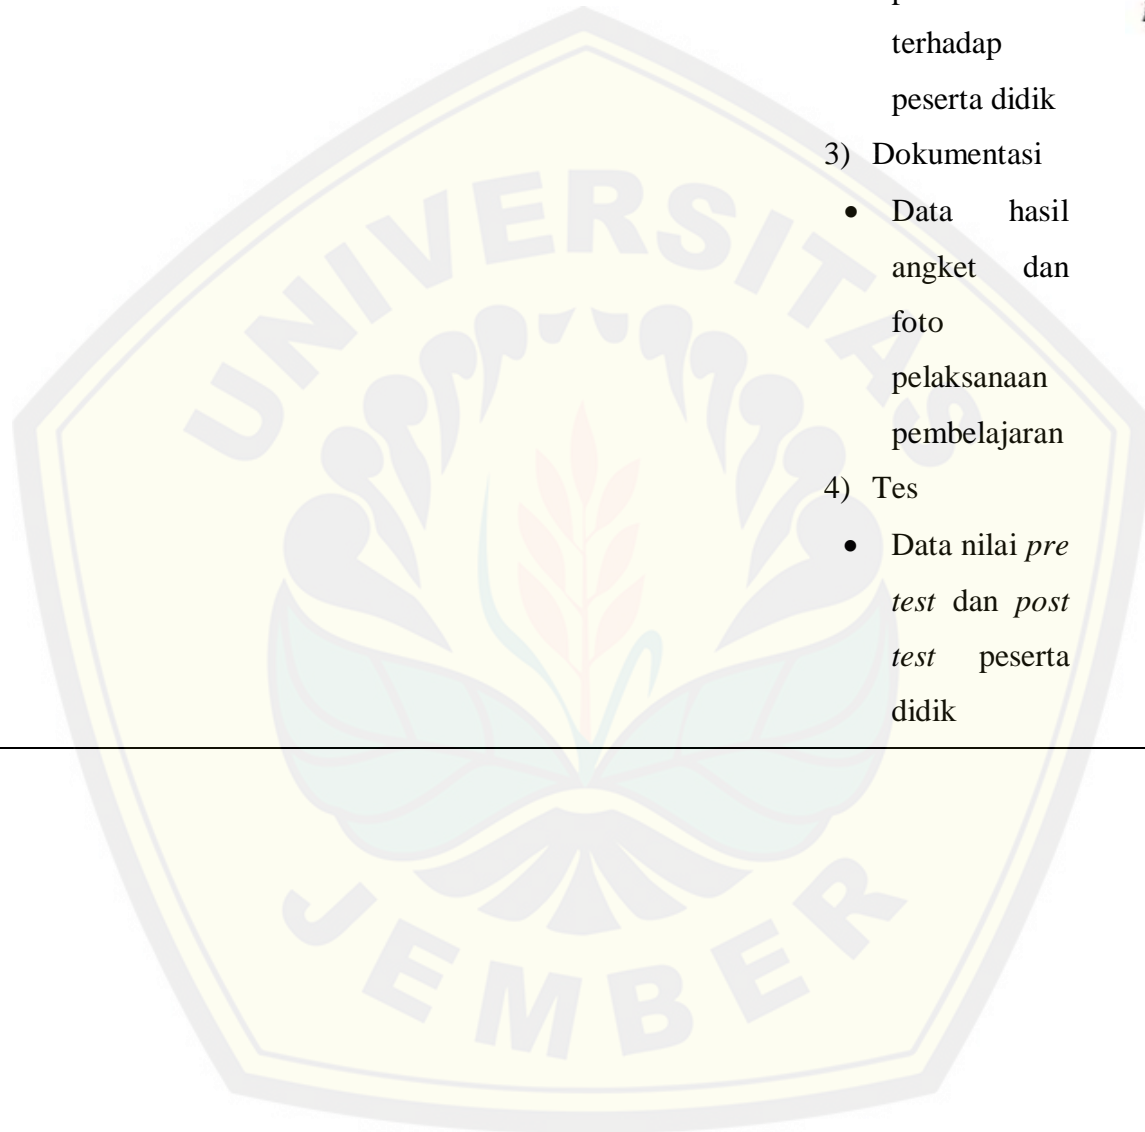 terhadap
peserta didik
3) Dokumentasi
• Data hasil
angket dan
foto
pelaksanaan
pembelajaran
4) Tes
• Data nilai pre
test dan post
test peserta
didik
UNIVERSITAS
JEMBER